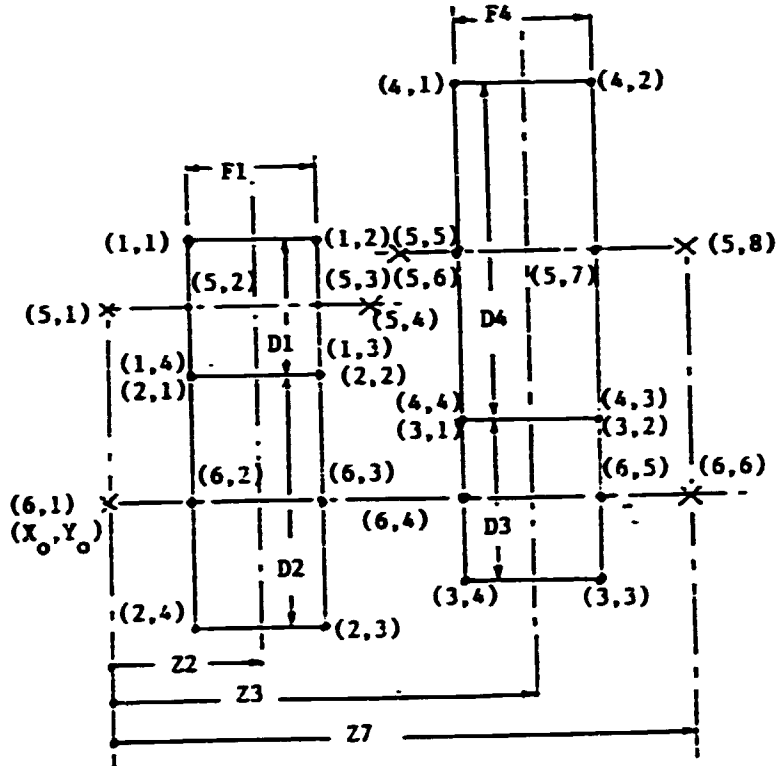 F4
(4,1) (4,2)
F1
(1,1) (1,2)(5,5) (5,8)
(5,2) (5,3)(5,6) (5,7)
(5,1) (5,4)
D1 D4
(1,4) (1,3)
(2,1) (2,2)
(4,4) (4,3)
(3,1) (3,2)
(6,2) (6,3) (6,5) (6,6)
(6,1) (6,4)
(Xo,Yo) D3
D2
(2,4) (3,4) (3,3)
(2,3)
Z2
Z3
Z7